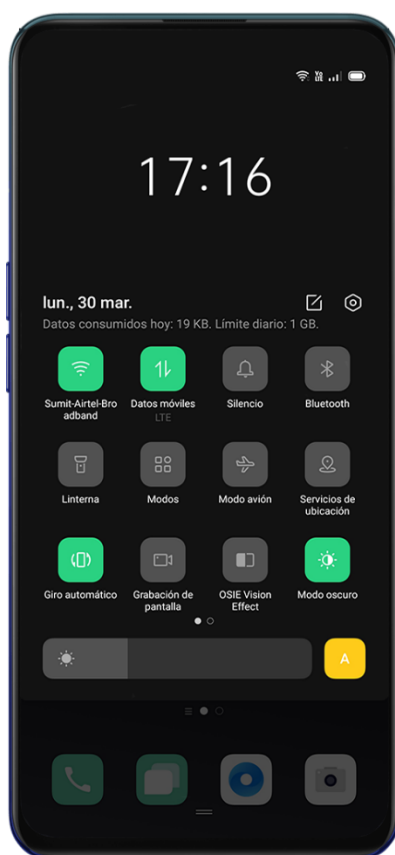 17:16
lun., 30 mar.
Datos consumidos hoy: 19 KB. Límite diario: 1 GB.
Sumit-Airtel-Bro
adband
Datos móviles
LTE
Silencio
Bluetooth
Linterna
Modos
Modo avión
Servicios de
ubicación
Giro automático
Grabación de
pantalla
OSIE Vision
Effect
Modo oscuro
A